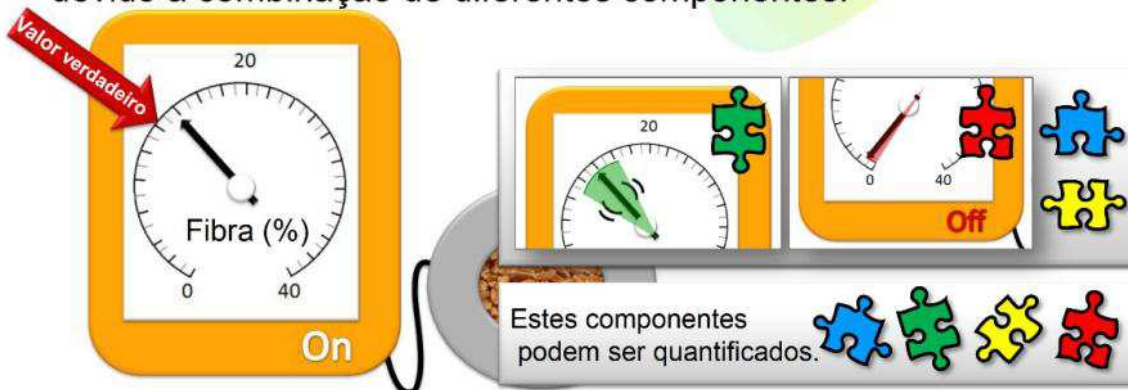 devido à combinação de diferentes componentes.
Valor verdadeiro
20
Fibra (%)
0
40
On
20
0
40
Off
Estes componentes
podem ser quantificados.